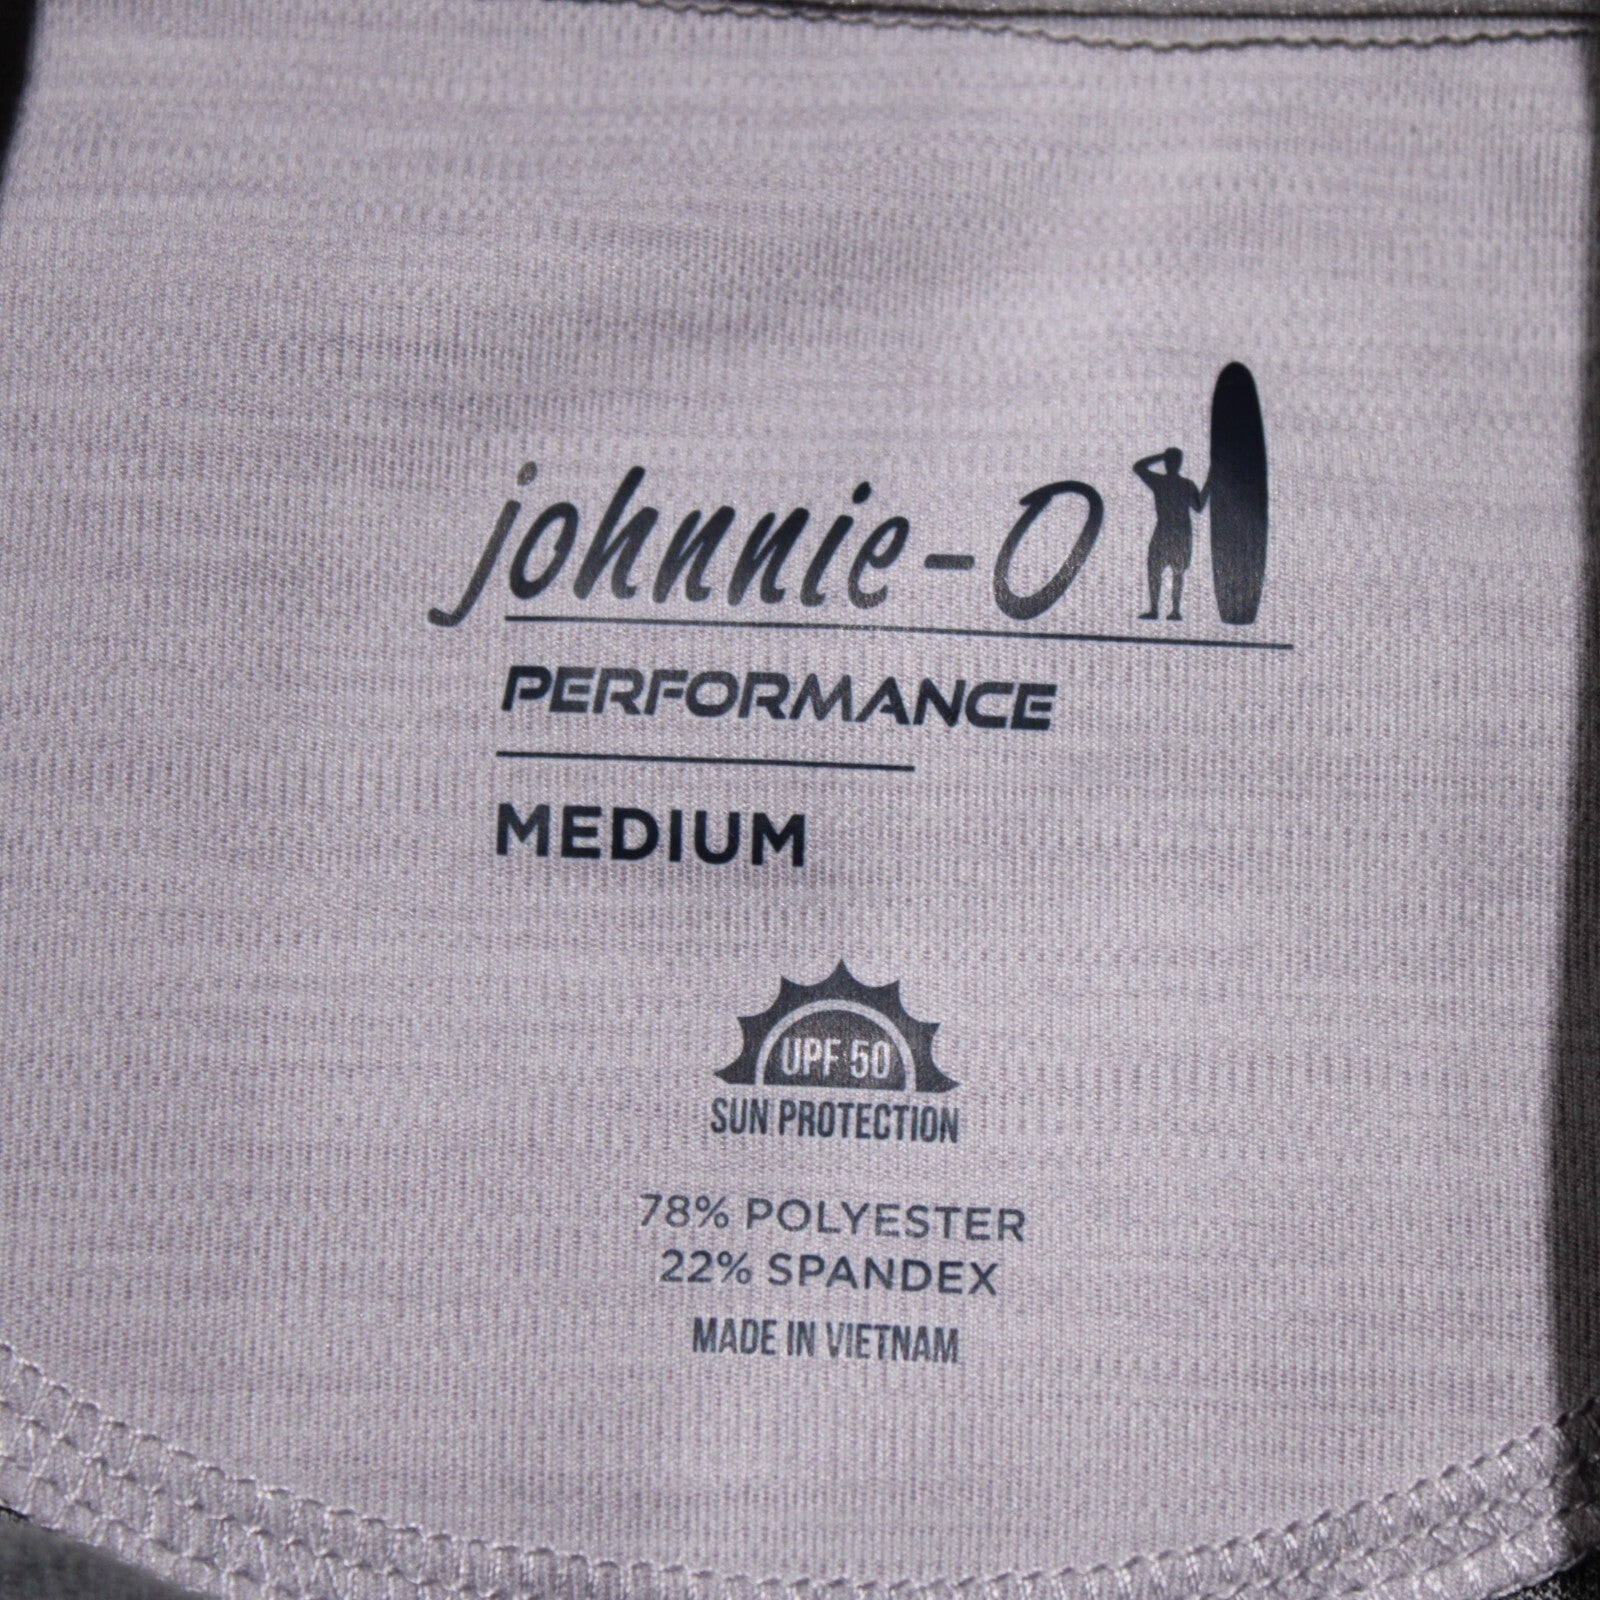 johnnie-O
PERFORMANCE
MEDIUM
UPF 50
SUN PROTECTION
78% POLYESTER
22% SPANDEX
MADE IN VIETNAM